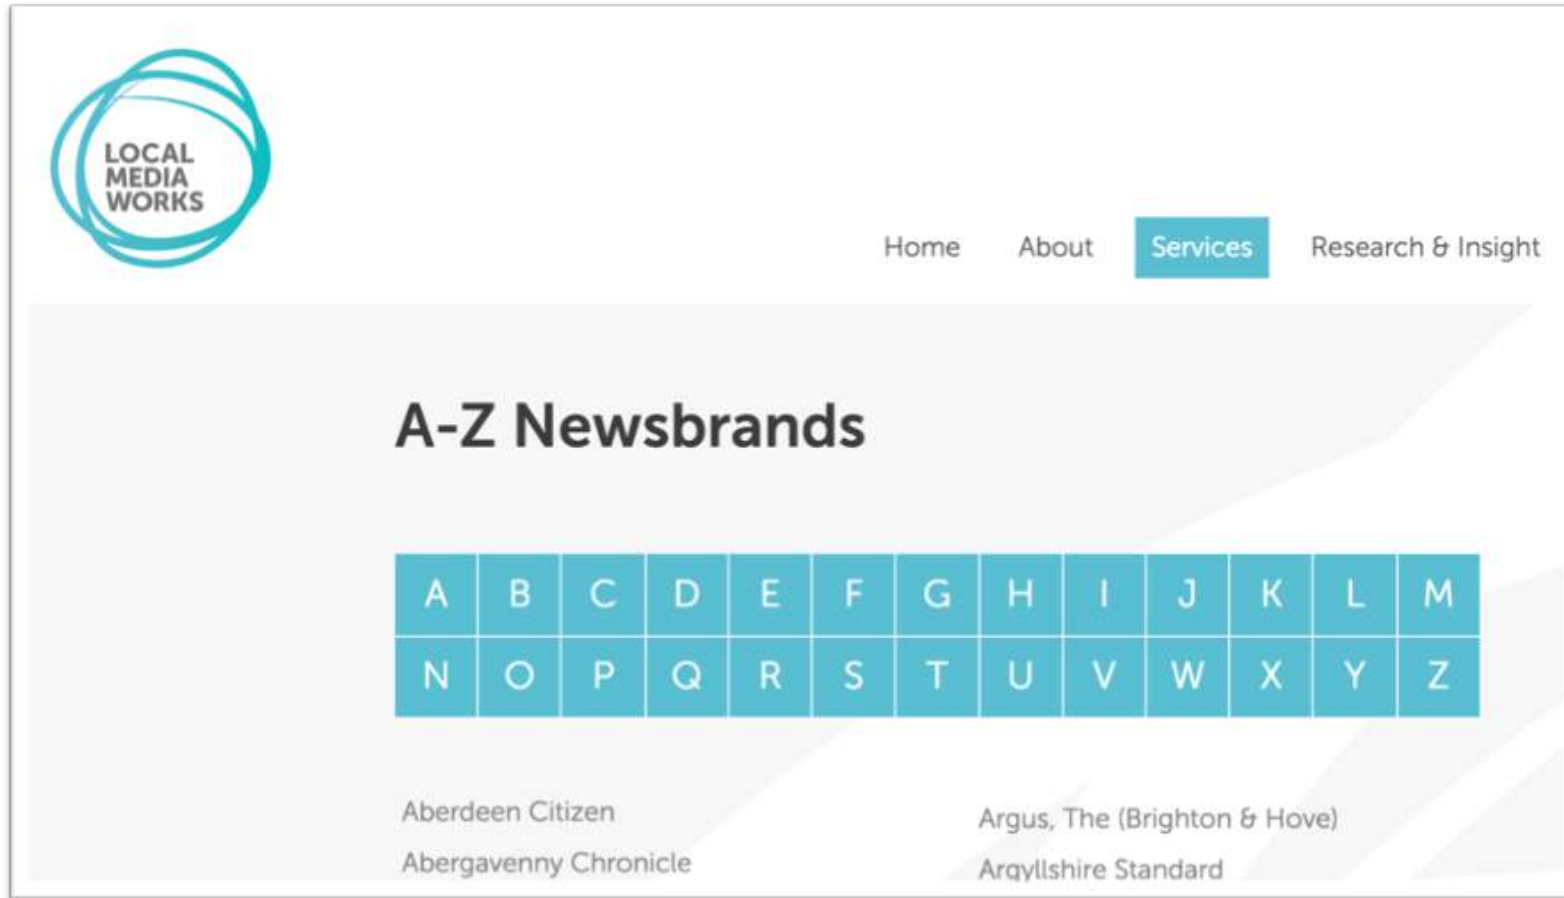 LOCAL
MEDIA
WORKS
Home About Services Research & Insight
A-Z Newsbrands
A B C D E F G H I J K L M
N O P Q R S T U V W X Y Z
Aberdeen Citizen
Abergavenny Chronicle
Argus, The (Brighton & Hove)
Argyllshire Standard